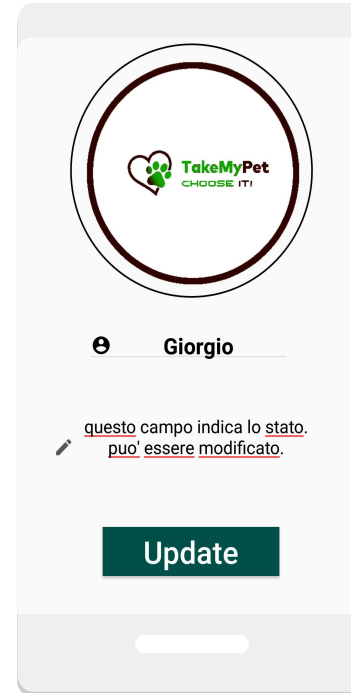 TakeMyPet
CHOOSE IT!
Giorgio
questo campo indica lo stato.
puo' essere modificato.
Update